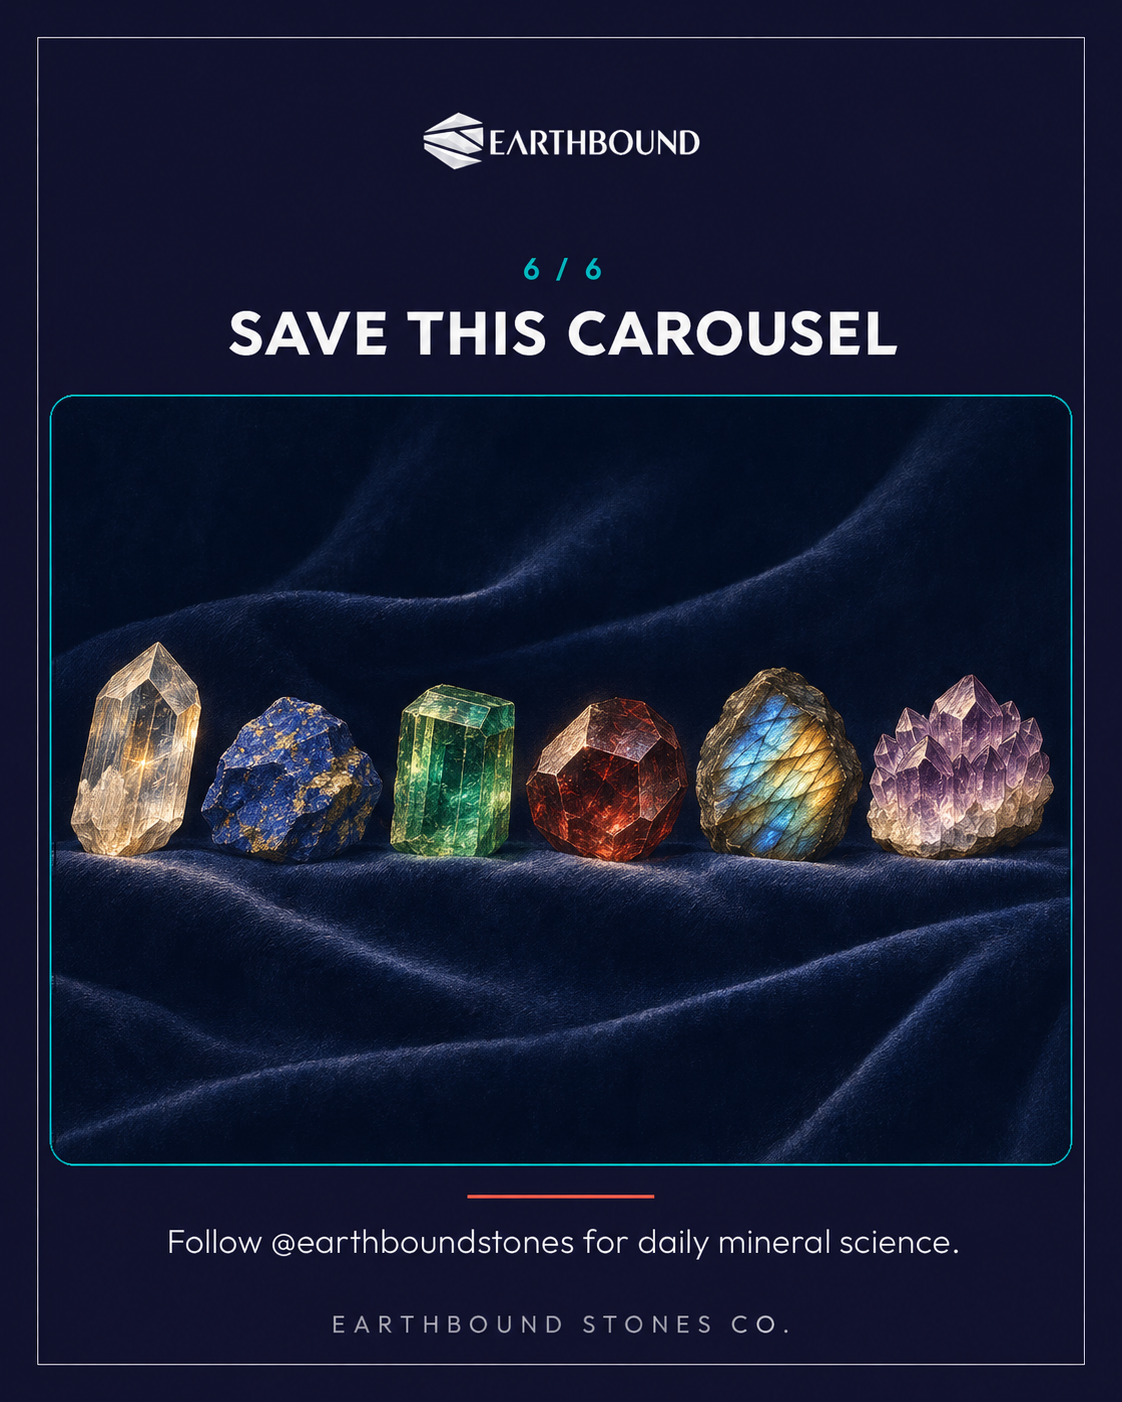 EARTHBOUND
6 / 6
SAVE THIS CAROUSEL
Follow @earthboundstones for daily mineral science.
EARTHBOUND STONES CO.